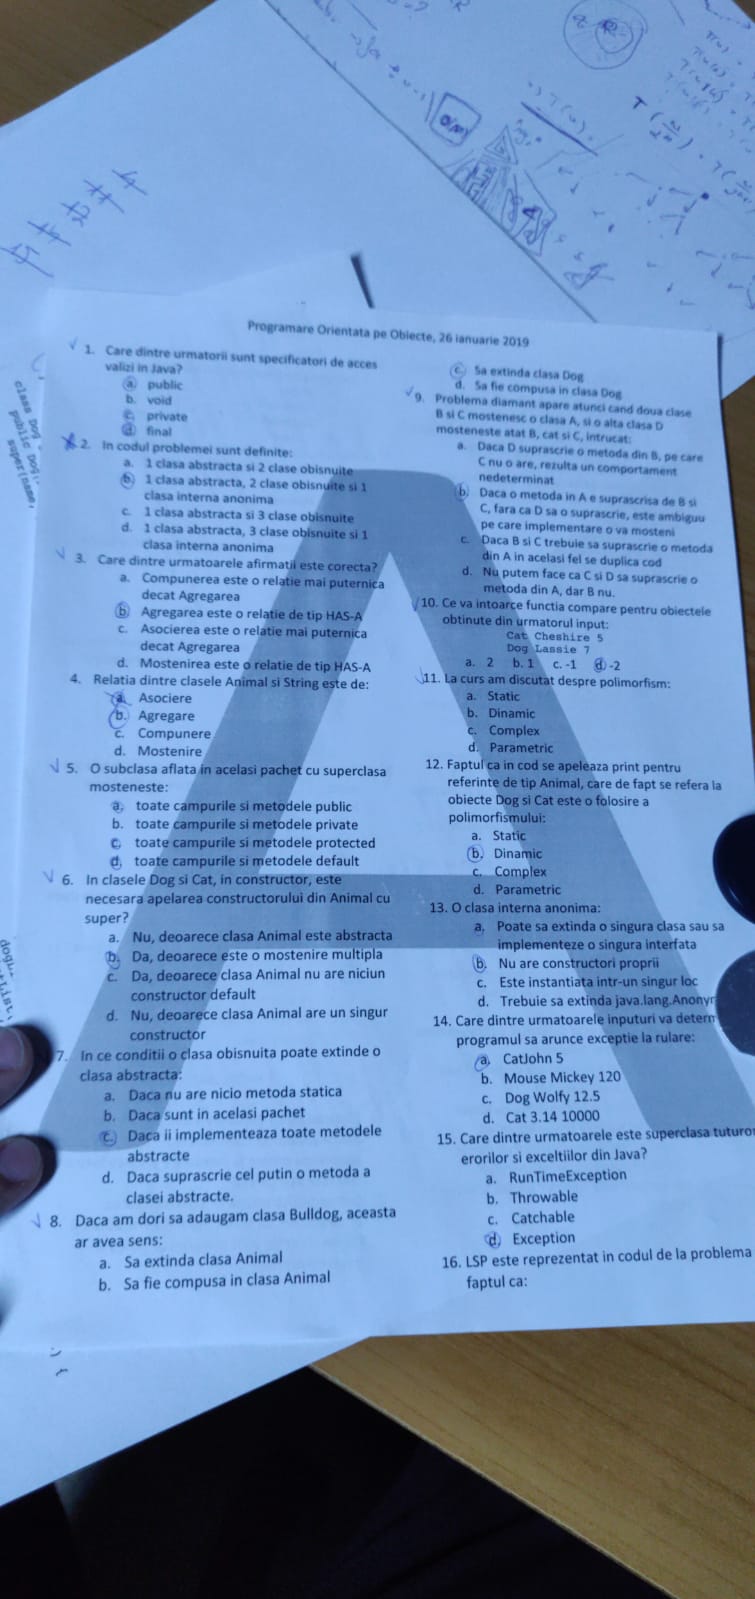 Programare Orientata pe Obiecte, 26 ianuarie 2019
1. Care dintre urmatorii sunt specificatori de acces
valizi in Java?
a. public
b. void
c. private
d. final
2. In codul problemei sunt definite:
a. 1 clasa abstracta si 2 clase obisnuite
b. 1 clasa abstracta, 2 clase obisnuite si 1
clasa interna anonima
c. 1 clasa abstracta si 3 clase obisnuite
d. 1 clasa abstracta, 3 clase obisnuite si 1
clasa interna anonima
3. Care dintre urmatoarele afirmatii este corecta?
a. Compunerea este o relatie mai puternica
decat Agregarea
b. Agregarea este o relatie de tip HAS-A
c. Asocierea este o relatie mai puternica
decat Agregarea
d. Mostenirea este o relatie de tip HAS-A
4. Relatia dintre clasele Animal si String este de:
a. Asociere
b. Agregare
c. Compunere
d. Mostenire
5. O subclasa aflata in acelasi pachet cu superclasa
mosteneste:
a. toate campurile si metodele public
b. toate campurile si metodele private
c. toate campurile si metodele protected
d. toate campurile si metodele default
6. In clasele Dog si Cat, in constructor, este
necesara apelarea constructorului din Animal cu
super?
a. Nu, deoarece clasa Animal este abstracta
b. Da, deoarece este o mostenire multipla
c. Da, deoarece clasa Animal nu are niciun
constructor default
d. Nu, deoarece clasa Animal are un singur
constructor
7. In ce conditii o clasa obisnuita poate extinde o
clasa abstracta:
a. Daca nu are nicio metoda statica
b. Daca sunt in acelasi pachet
c. Daca ii implementeaza toate metodele
abstracte
d. Daca suprascrie cel putin o metoda a
clasei abstracte.
8. Daca am dori sa adaugam clasa Bulldog, aceasta
ar avea sens:
a. Sa extinda clasa Animal
b. Sa fie compusa in clasa Animal
c. Sa extinda clasa Dog
d. Sa fie compusa in clasa Dog
9. Problema diamant apare atunci cand doua clase
B si C mostenesc o clasa A, si o alta clasa D
mosteneste atat B, cat si C, intrucat:
a. Daca D suprascrie o metoda din B, pe care
C nu o are, rezulta un comportament
nedeterminat
b. Daca o metoda in A e suprascrisa de B si
C, fara ca D sa o suprascrie, este ambiguu
pe care implementare o va mosteni
c. Daca B si C trebuie sa suprascrie o metoda
din A in acelasi fel se duplica cod
d. Nu putem face ca C si D sa suprascrie o
metoda din A, dar B nu.
10. Ce va intoarce functia compare pentru obiectele
obtinute din urmatorul input:
Cat Cheshire 5
Dog Lassie 7
a. 2 b. 1 c. -1 d. -2
11. La curs am discutat despre polimorfism:
a. Static
b. Dinamic
c. Complex
d. Parametric
12. Faptul ca in cod se apeleaza print pentru
referinte de tip Animal, care de fapt se refera la
obiecte Dog si Cat este o folosire a
polimorfismului:
a. Static
b. Dinamic
c. Complex
d. Parametric
13. O clasa interna anonima:
a. Poate sa extinda o singura clasa sau sa
implementeze o singura interfata
b. Nu are constructori proprii
c. Este instantiata intr-un singur loc
d. Trebuie sa extinda java.lang.Anonyr
14. Care dintre urmatoarele inputuri va determ
programul sa arunce exceptie la rulare:
a. CatJohn 5
b. Mouse Mickey 120
c. Dog Wolfy 12.5
d. Cat 3.14 10000
15. Care dintre urmatoarele este superclasa tuturor
erorilor si exceltiilor din Java?
a. RunTimeException
b. Throwable
c. Catchable
d. Exception
16. LSP este reprezentat in codul de la problema
faptul ca:
class Dog
public Dog(
super(name,